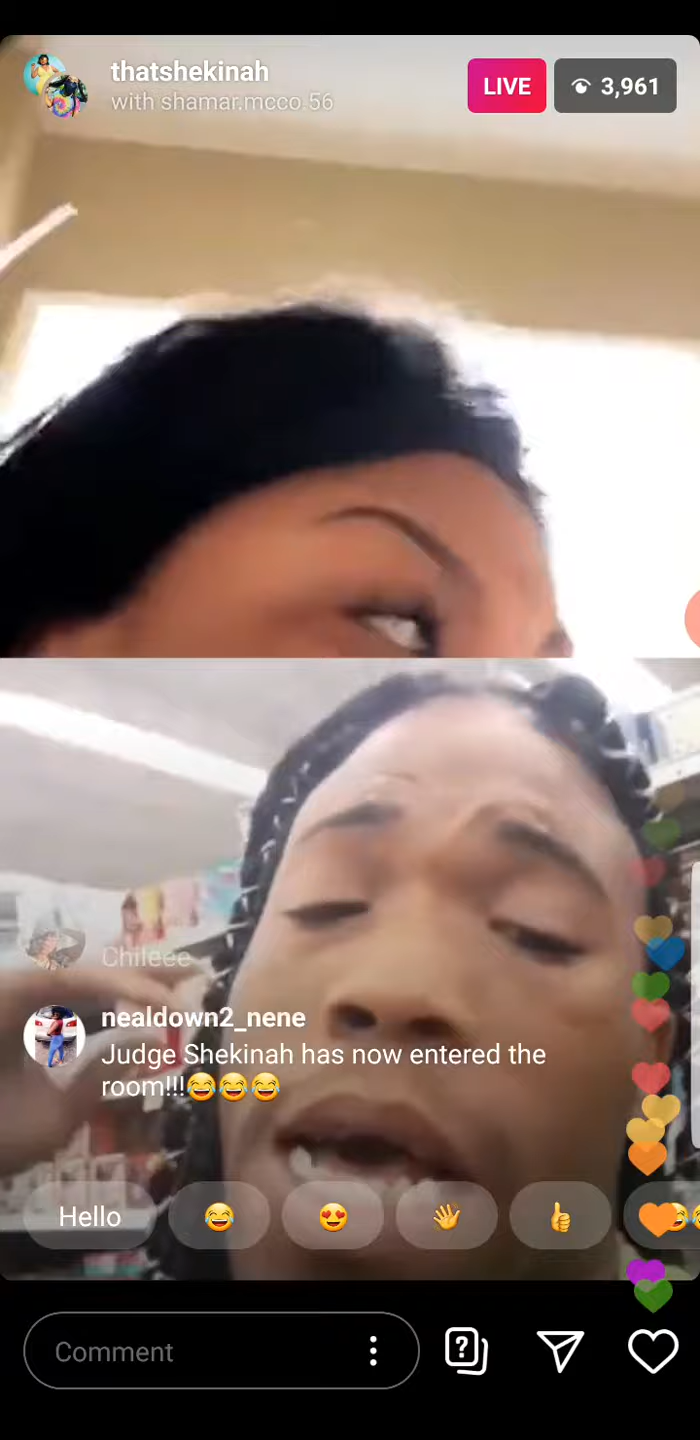 thatshekinah
with shamar.mcco.56
LIVE
3,961
Chileee
nealdown2_nene
Judge Shekinah has now entered the
room!!!😂😂😂
Hello
Comment